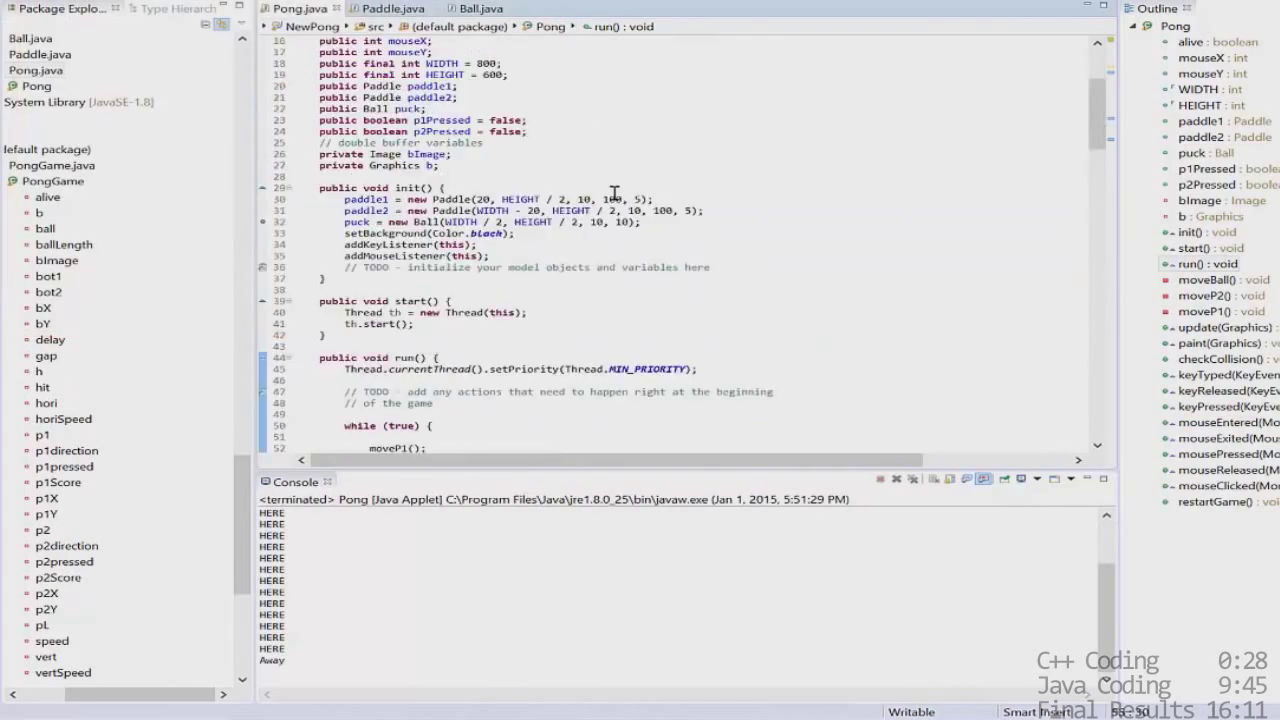 Package Explo...
Type Hierarch
Ball.java
Paddle.java
Pong.java
Pong
System Library [JavaSE-1.8]
(efault package)
PongGame.java
PongGame
alive
b
ball
ballLength
bImage
bot1
bot2
bX
bY
delay
gap
h
hit
hori
horiSpeed
p1
p1direction
p1pressed
p1Score
p1X
p1Y
p2
p2direction
p2pressed
p2Score
p2X
p2Y
pL
speed
vert
vertSpeed
Pong.java Paddle.java Ball.java
NewPong src (default package) Pong run() : void
16 public int mouseX;
17 public int mouseY;
18 public final int WIDTH = 800;
19 public final int HEIGHT = 600;
20 public Paddle paddle1;
21 public Paddle paddle2;
22 public Ball puck;
23 public boolean p1Pressed = false;
24 public boolean p2Pressed = false;
25 // double buffer variables
26 private Image bImage;
27 private Graphics b;
28
29 public void init() {
30 paddle1 = new Paddle(20, HEIGHT / 2, 10, 100, 5);
31 paddle2 = new Paddle(WIDTH - 20, HEIGHT / 2, 10, 100, 5);
32 puck = new Ball(WIDTH / 2, HEIGHT / 2, 10, 10);
33 setBackground(Color.black);
34 addKeyListener(this);
35 addMouseListener(this);
36 // TODO - initialize your model objects and variables here
37 }
38
39 public void start() {
40 Thread th = new Thread(this);
41 th.start();
42 }
43
44 public void run() {
45 Thread.currentThread().setPriority(Thread.MIN_PRIORITY);
46
47 // TODO - add any actions that need to happen right at the beginning
48 // of the game
49
50 while (true) {
51
52 moveP1();
Console
<terminated> Pong [Java Applet] C:\Program Files\Java\jre1.8.0_25\bin\javaw.exe (Jan 1, 2015, 5:51:29 PM)
HERE
HERE
HERE
HERE
HERE
HERE
HERE
HERE
HERE
HERE
HERE
HERE
HERE
Away
Outline
Pong
alive : boolean
mouseX : int
mouseY : int
WIDTH : int
HEIGHT : int
paddle1 : Paddle
paddle2 : Paddle
puck : Ball
p1Pressed : boolean
p2Pressed : boolean
bImage : Image
b : Graphics
init() : void
start() : void
run() : void
moveBall() : void
moveP2() : void
moveP1() : void
update(Graphics) :
paint(Graphics) : void
checkCollision() : vo
keyTyped(KeyEven
keyReleased(KeyEve
keyPressed(KeyEve
mouseEntered(Mo
mouseExited(Mou
mousePressed(Mo
mouseReleased(Mo
mouseClicked(Mou
restartGame() : voi
Writable Smart Insert
C++ Coding 0:28
Java Coding 9:45
Final Results 16:11